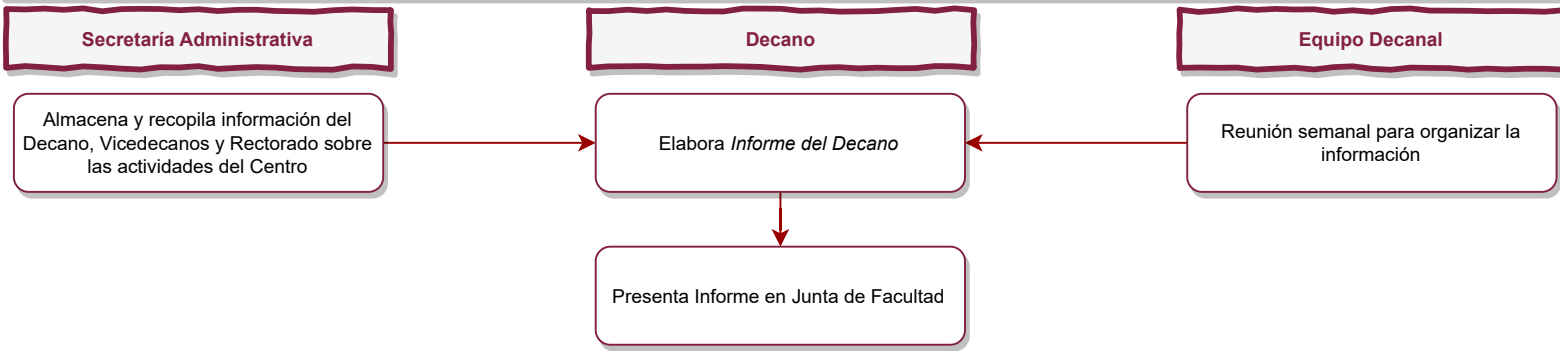 Secretaría Administrativa
Decano
Equipo Decanal
Almacena y recopila información del
Decano, Vicedecanos y Rectorado sobre
las actividades del Centro
Elabora Informe del Decano
Reunión semanal para organizar la
información
Presenta Informe en Junta de Facultad